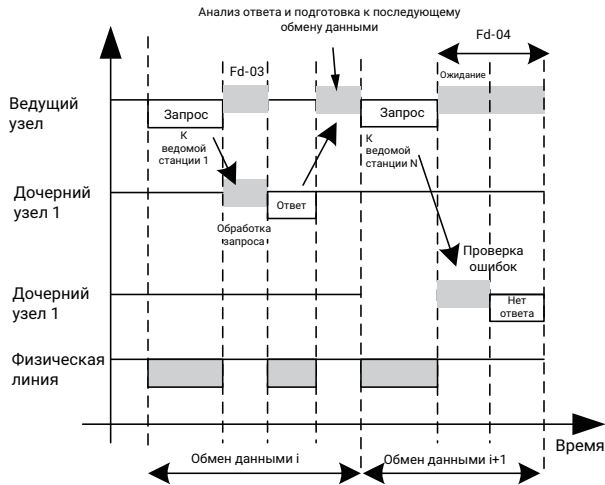 Анализ ответа и подготовка к последующему
обмену данными
Fd-04
Fd-03
Ожидание
Ведущий
узел
Запрос
Запрос
К
ведомой
станции 1
К
ведомой
станции N
Дочерний
узел 1
Ответ
Обработка
запроса
Проверка
ошибок
Дочерний
узел 1
Нет
ответа
Физическая
линия
Время
Обмен данными i
Обмен данными i+1